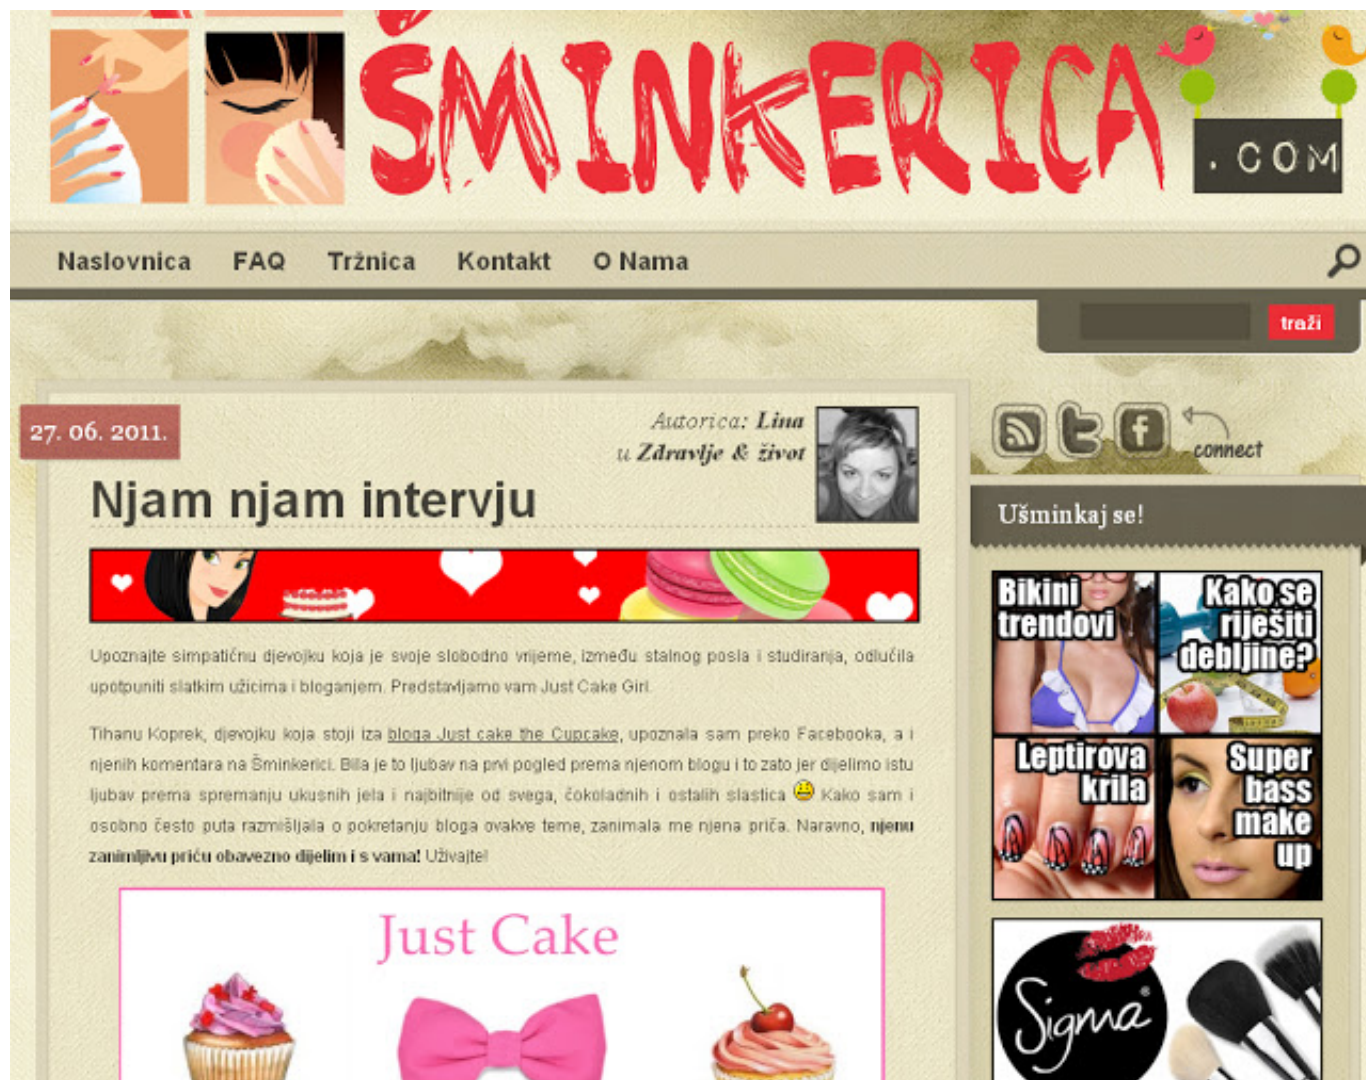 ŠMINKERICA
.COM
Naslovnica FAQ Tržnica Kontakt O Nama
traži
27. 06. 2011.
Autorica: Lina
u Zdravlje & život
Njam njam intervju
connect
Upoznajte simpatičnu djevojku koja je svoje slobodno vrijeme, između stalnog posla i studiranja, odlučila
upotpuniti slatkim užicima i bloganjem. Predstavljamo vam Just Cake Girl.
Tihanu Koprek, djevojku koja stoji iza bloga Just cake the Cupcake, upoznala sam preko Facebooka, a i
njenih komentara na Šminkerici. Bila je to ljubav na prvi pogled prema njenom blogu i to zato jer dijelimo istu
ljubav prema spremanju ukusnih jela i najbitnije od svega, čokoladnih i ostalih slastica Kako sam i
osobno često puta razmišljala o pokretanju bloga ovakve teme, zanimala me njena priča. Naravno, njenu
zanimljivu priču obavezno dijelim i s vama! Uživajte!
Just Cake
Ušminkaj se!
Bikini
trendovi
Kako se
riješiti
debljine?
Leptirova
krila
Super
bass
make
up
Sigma®